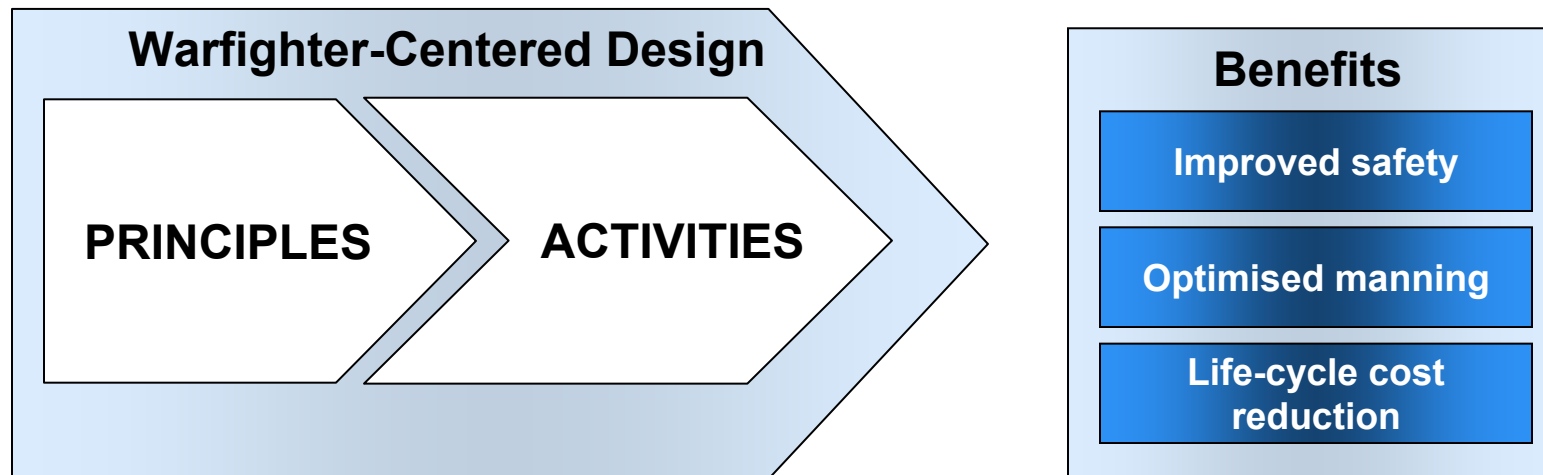 Warfighter-Centered Design
PRINCIPLES
ACTIVITIES
Benefits
Improved safety
Optimised manning
Life-cycle cost
reduction